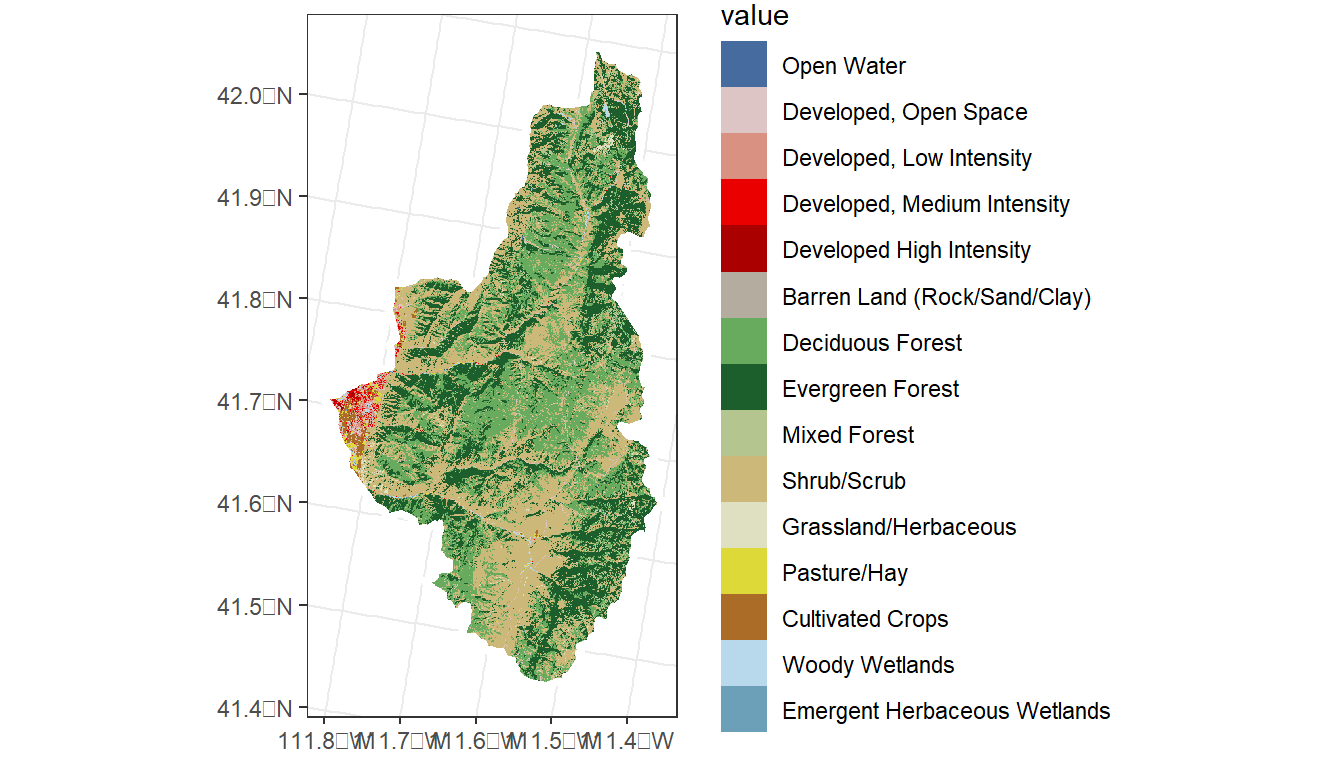 value
Open Water
Developed, Open Space
Developed, Low Intensity
Developed, Medium Intensity
Developed High Intensity
Barren Land (Rock/Sand/Clay)
Deciduous Forest
Evergreen Forest
Mixed Forest
Shrub/Scrub
Grassland/Herbaceous
Pasture/Hay
Cultivated Crops
Woody Wetlands
Emergent Herbaceous Wetlands
42.0□N
41.9□N
41.8□N
41.7□N
41.6□N
41.5□N
41.4□N
111.8□W 111.7□W 111.6□W 111.5□W 111.4□W